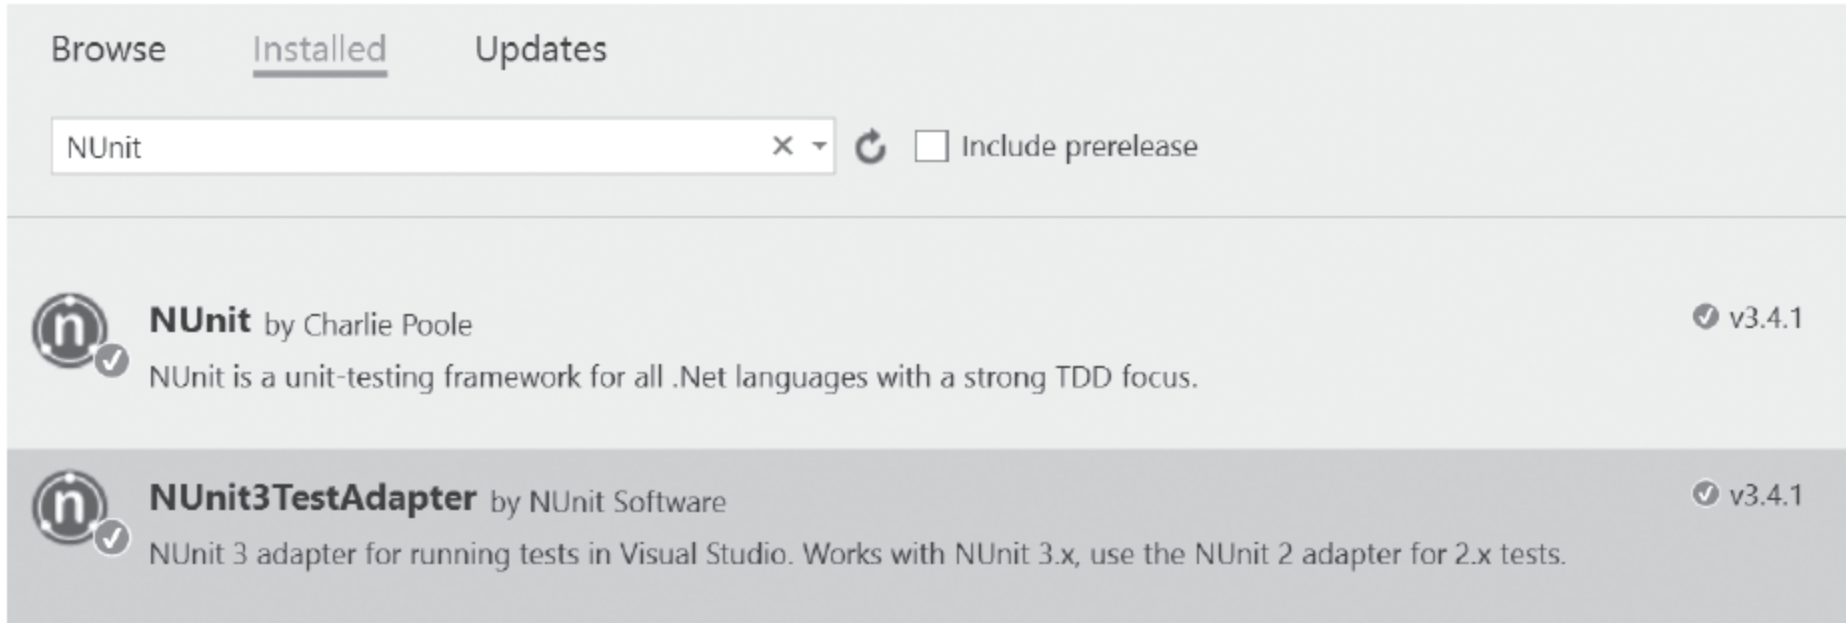 Browse Installed Updates
NUnit Include prerelease
n NUnit by Charlie Poole v3.4.1
NUnit is a unit-testing framework for all .Net languages with a strong TDD focus.
n NUnit3TestAdapter by NUnit Software v3.4.1
NUnit 3 adapter for running tests in Visual Studio. Works with NUnit 3.x, use the NUnit 2 adapter for 2.x tests.